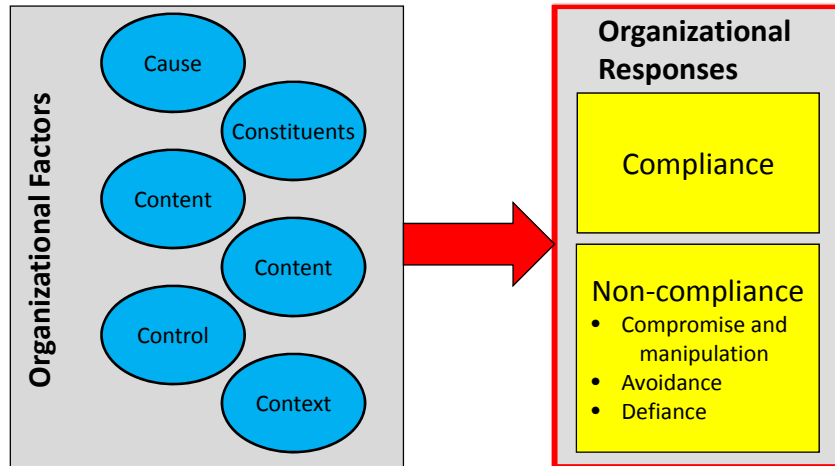 Organizational Factors
Cause
Constituents
Content
Content
Control
Context
Organizational
Responses
Compliance
Non-compliance
• Compromise and
manipulation
• Avoidance
• Defiance